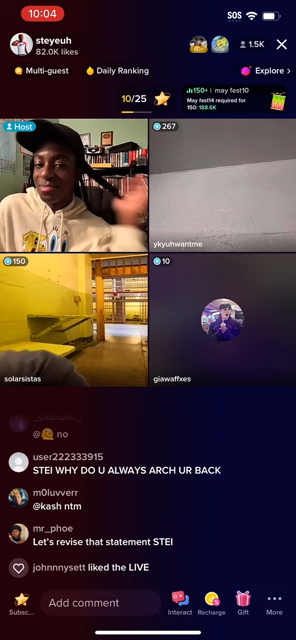 10:04
SOS
steyeuh
82.0K likes
1.5K
Multi-guest
Daily Ranking
Explore >
10/25
150+ | may fest10
May fest14 required for
150: 188.6K
Host
267
ykyuhwantme
150
solarsistas
10
giawaffxes
@ no
user222333915
STEI WHY DO U ALWAYS ARCH UR BACK
m0luvverr
@kash ntm
mr_phoe
Let's revise that statement STEI
johnnnysett liked the LIVE
Subsc...
Add comment
Interact
Recharge
Gift
More